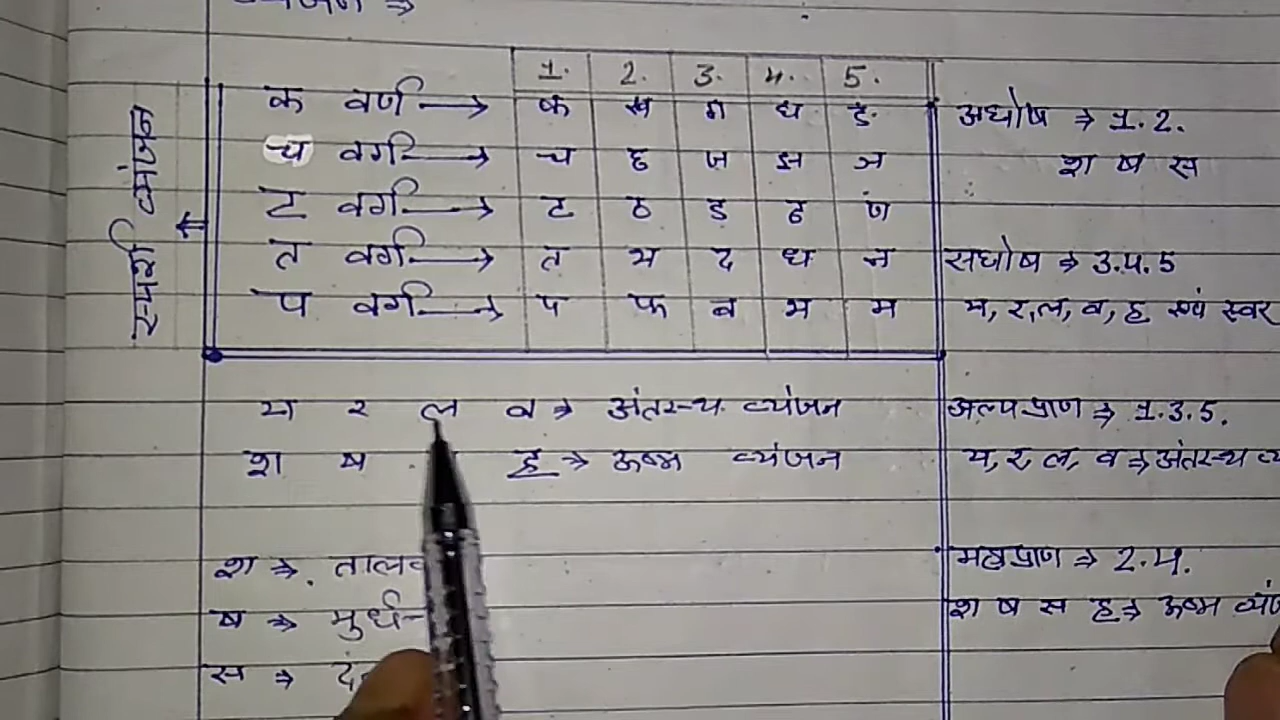 व्यंजन ⇒
1. 2. 3. 4. 5.
क वर्ण → क ख ग घ ङ
च वर्ग → च छ ज झ ञ
ट वर्ग → ट ठ ड ढ ण
त वर्ग → त थ द ध न
प वर्ग → प फ ब भ म
स्पर्श व्यंजन
य र ल व ⇒ अंतस्थ व्यंजन
श ष ह ⇒ ऊष्म व्यंजन
श ⇒
ष ⇒
स ⇒
अघोष ⇒ 1. 2.
श ष स
सघोष ⇒ 3. 4. 5
य, र, ल, व, ह एवं स्वर
अल्पप्राण ⇒ 1. 3. 5.
य, र, ल, व ⇒ अंतस्थ
महाप्राण ⇒ 2. 4.
श ष स ह ⇒ ऊष्म